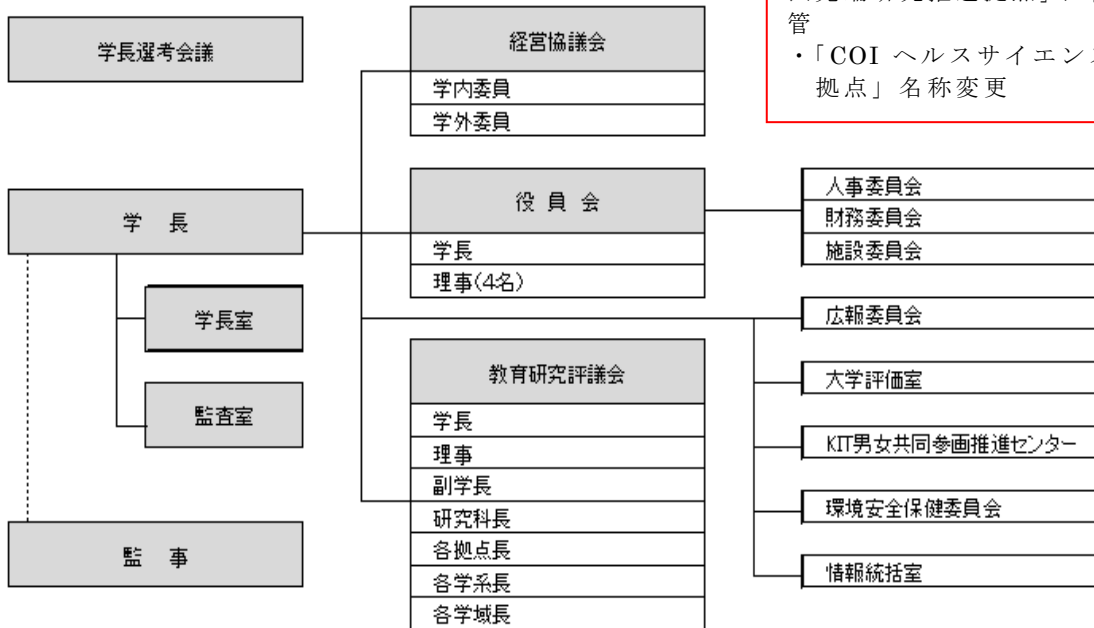 学長選考会議
経営協議会
学内委員
学外委員
管
・「COI ヘルスサイエンス
拠点」名称変更
学 長
役 員 会
学長
理事(4名)
人事委員会
財務委員会
施設委員会
学長室
監査室
広報委員会
大学評価室
KIT男女共同参画推進センター
環境安全保健委員会
情報統括室
教育研究評議会
学長
理事
副学長
研究科長
各拠点長
各学系長
各学域長
監 事